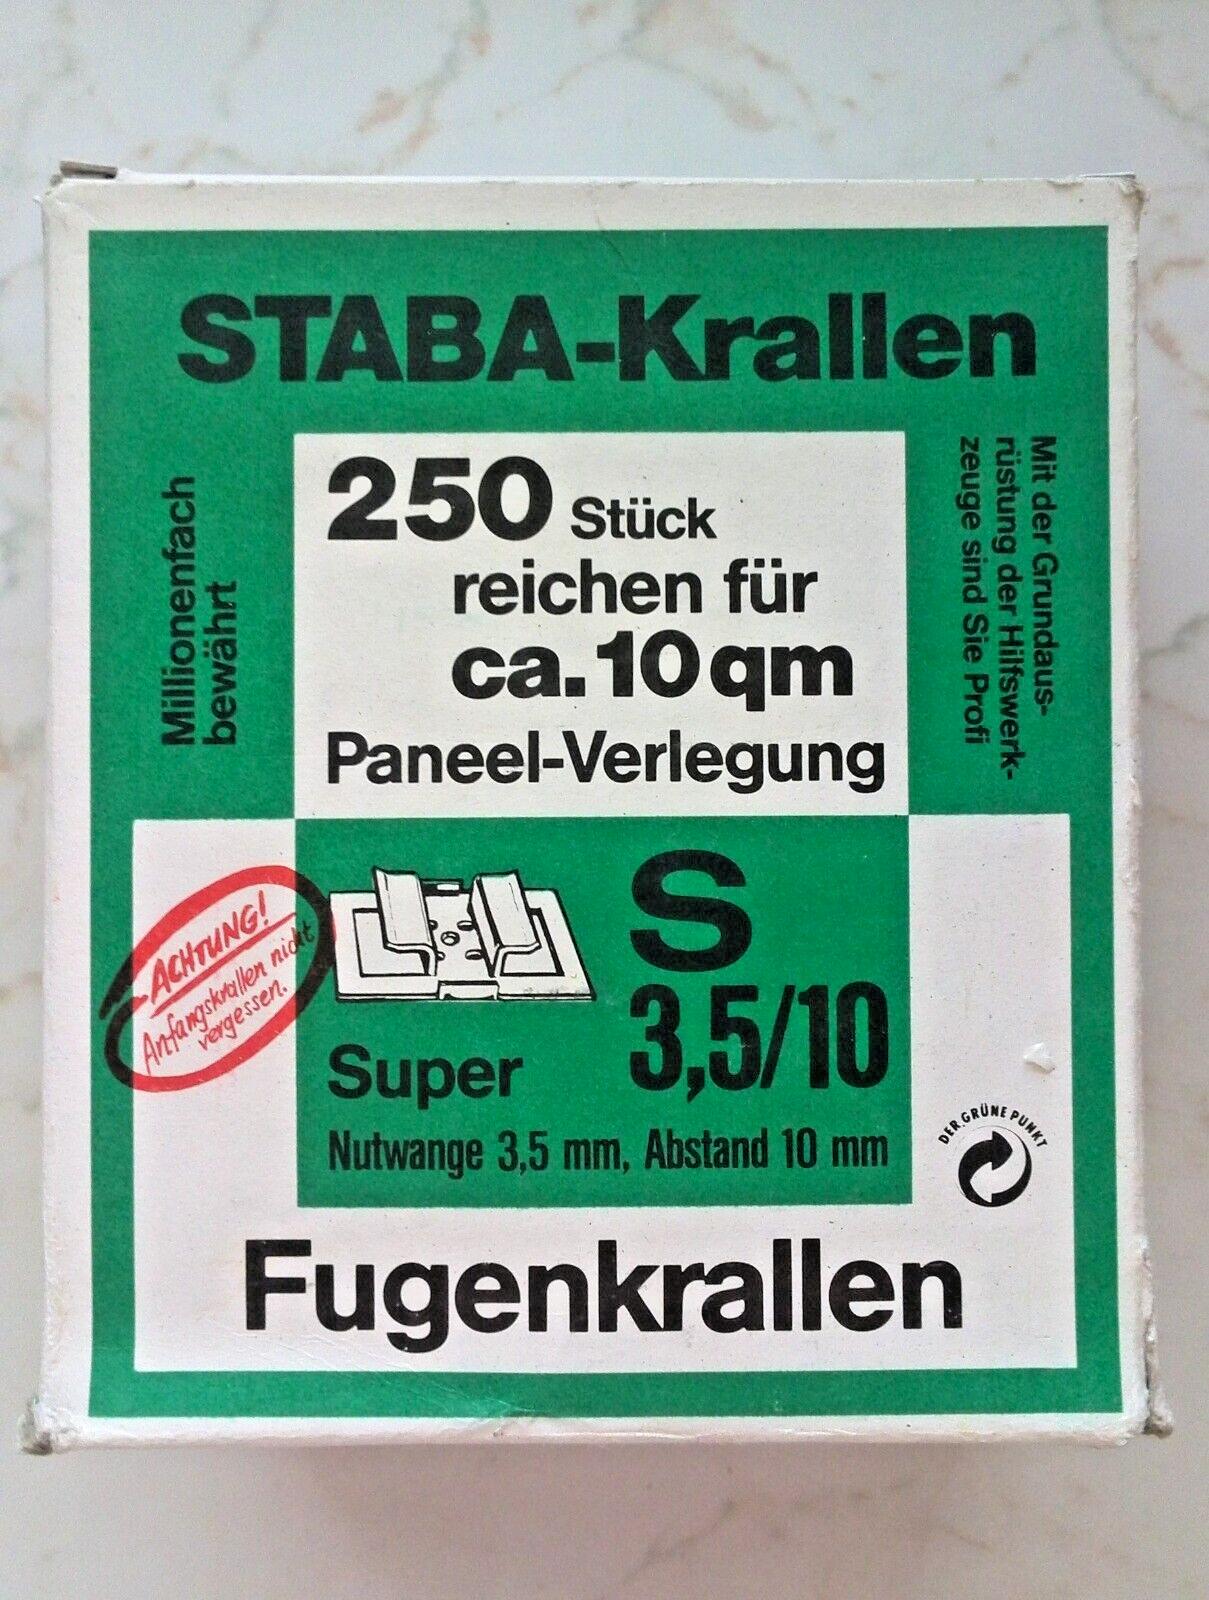 STABA-Krallen
Millionenfach
bewährt
250 Stück
reichen für
ca. 10 qm
Paneel-Verlegung
Mit der Grundaus-
rüstung der Hilfswerk-
zeuge sind Sie Profi
ACHTUNG!
Anfangskrallen nicht
vergessen.
S
3,5/10
Super
Nutwange 3,5 mm, Abstand 10 mm
DER GRÜNE PUNKT
Fugenkrallen